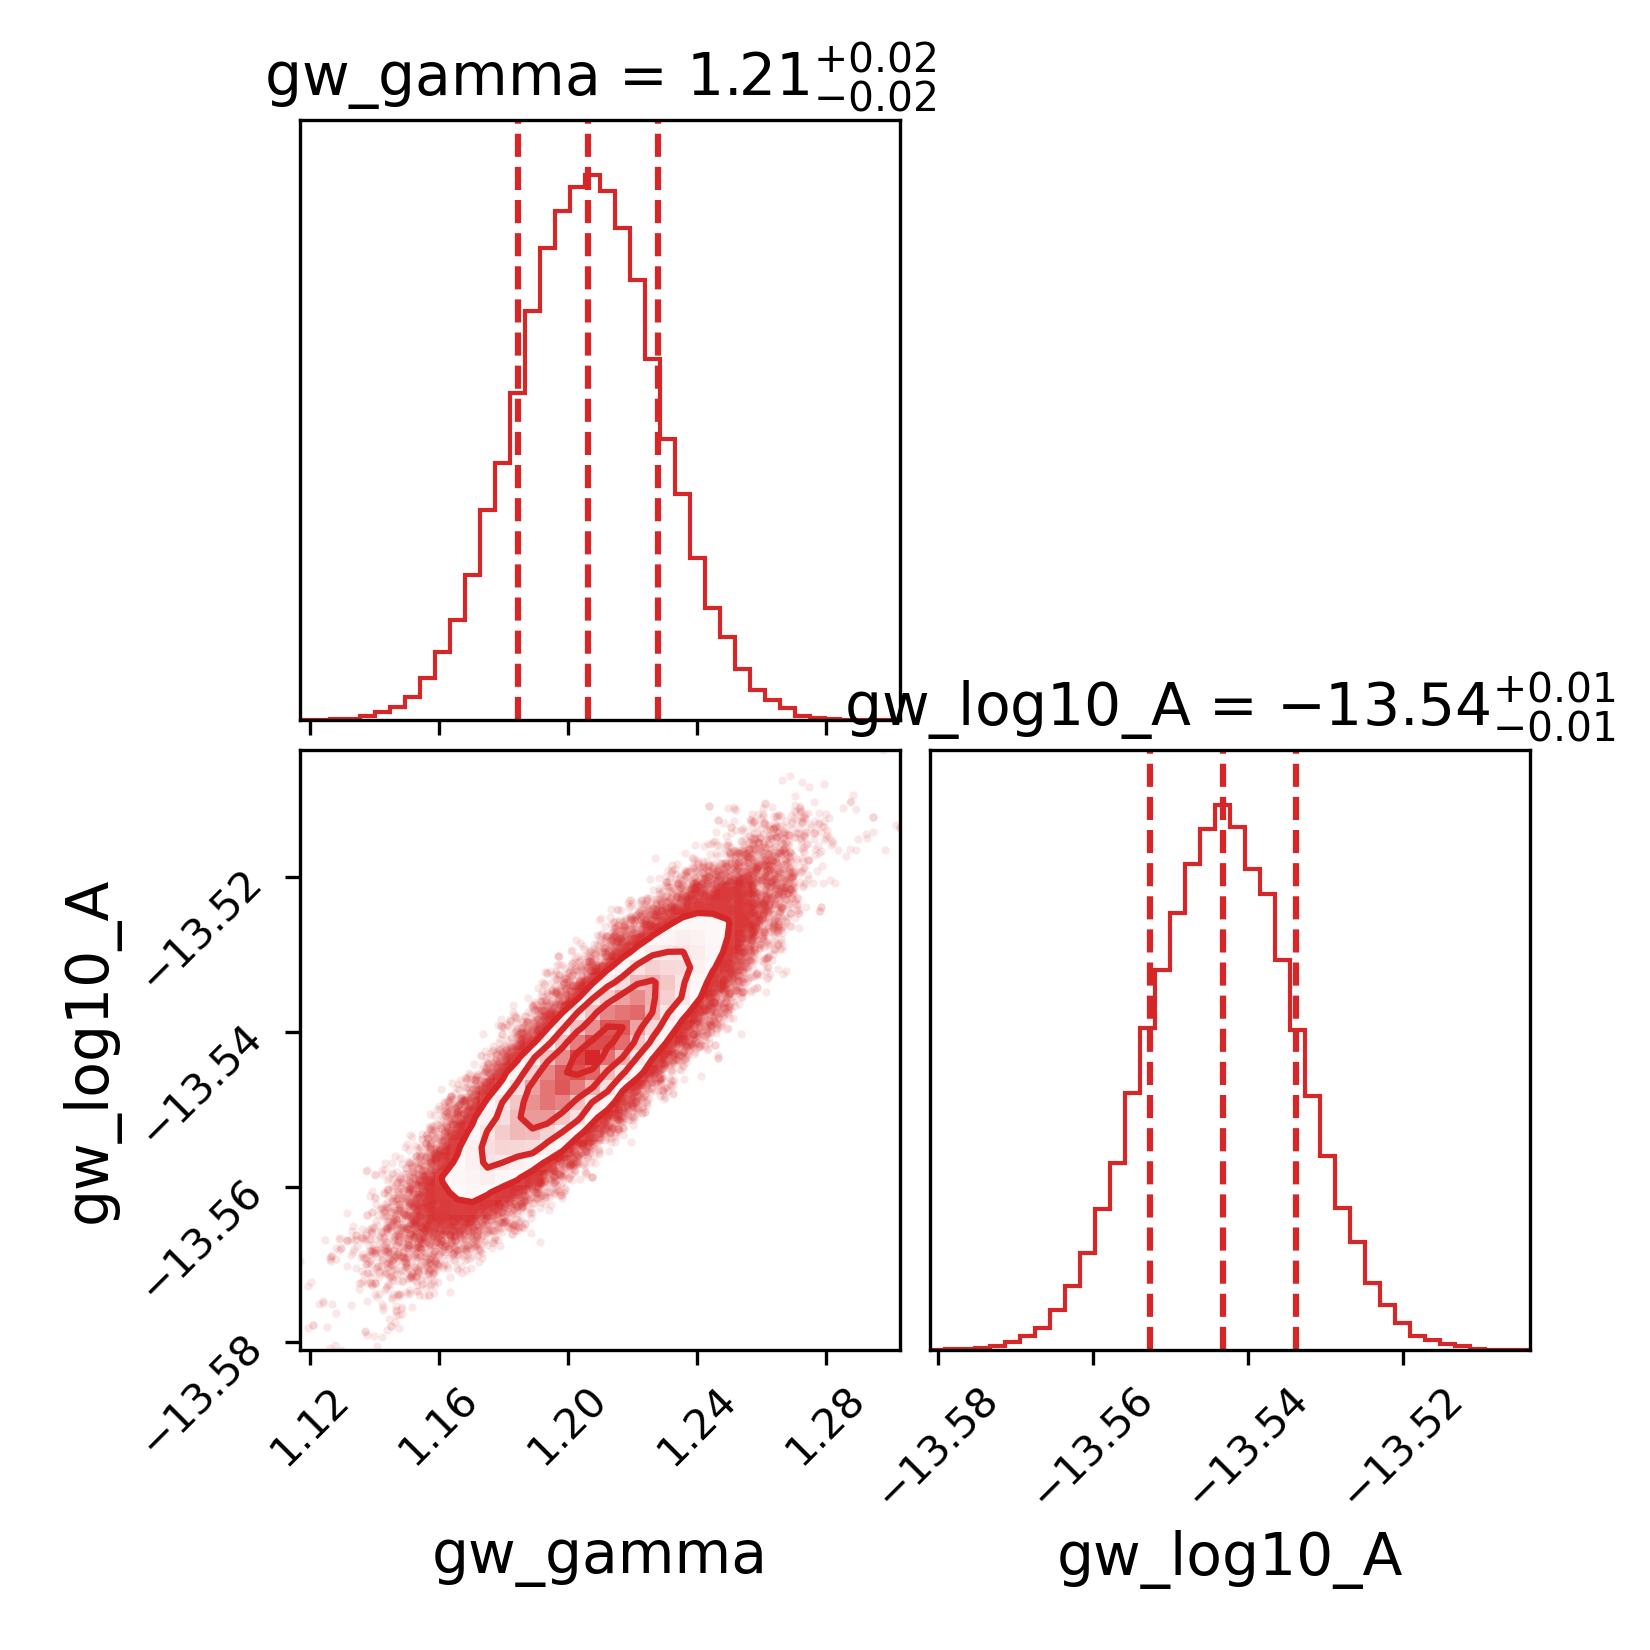 gw_gamma = 1.21+0.02 −0.02
gw_log10_A = −13.54+0.01 −0.01
gw_log10_A
−13.52
−13.54
−13.56
−13.58
1.12 1.16 1.20 1.24 1.28
−13.58 −13.56 −13.54 −13.52
gw_gamma
gw_log10_A